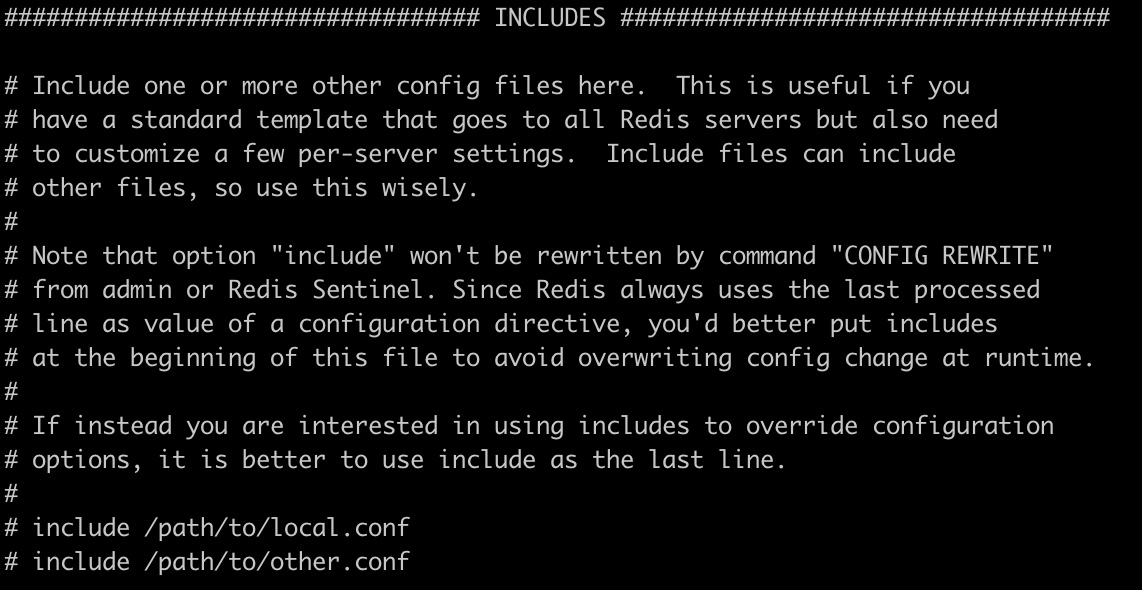 ################################## INCLUDES ###################################
# Include one or more other config files here.  This is useful if you
# have a standard template that goes to all Redis servers but also need
# to customize a few per-server settings.  Include files can include
# other files, so use this wisely.
#
# Note that option "include" won't be rewritten by command "CONFIG REWRITE"
# from admin or Redis Sentinel. Since Redis always uses the last processed
# line as value of a configuration directive, you'd better put includes
# at the beginning of this file to avoid overwriting config change at runtime.
#
# If instead you are interested in using includes to override configuration
# options, it is better to use include as the last line.
#
# include /path/to/local.conf
# include /path/to/other.conf